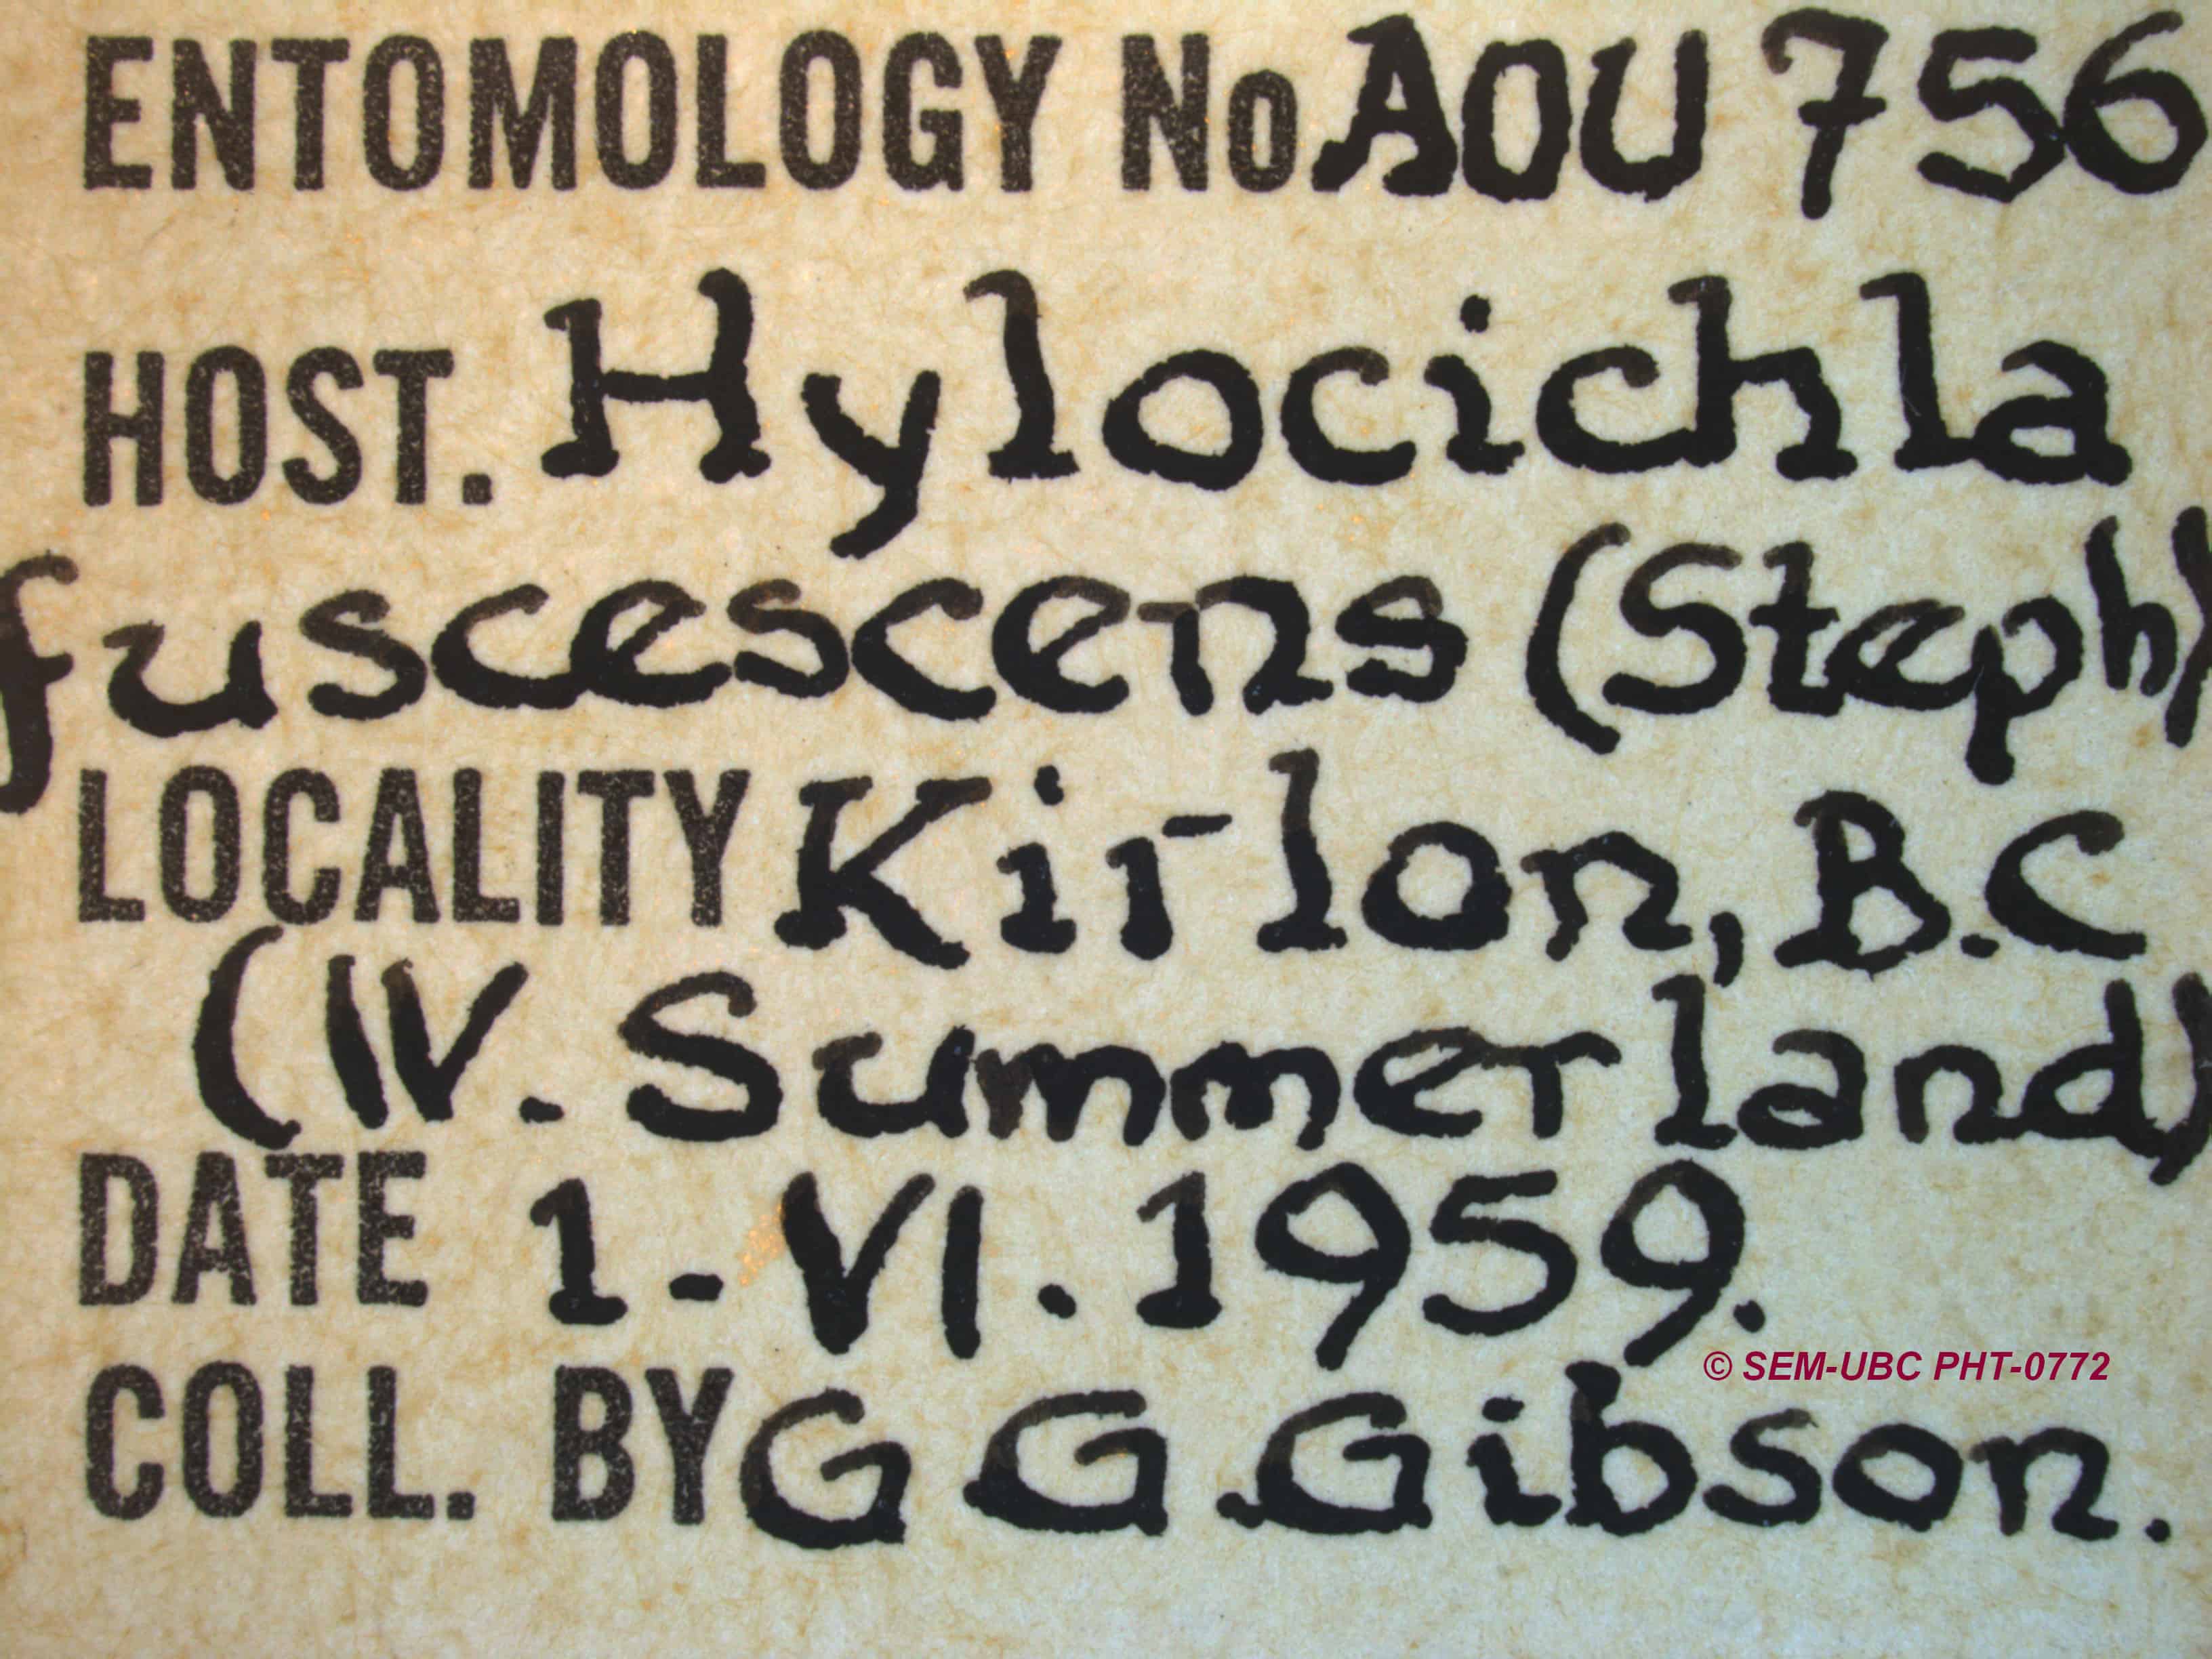 ENTOMOLOGY No. AOU 756
HOST. Hylocichla
fuscescens (Steph)
LOCALITY Kirlon, B.C
(W. Summerland)
DATE 1-VI.1959.
© SEM-UBC PHT-0772
COLL. BY G G Gibson.